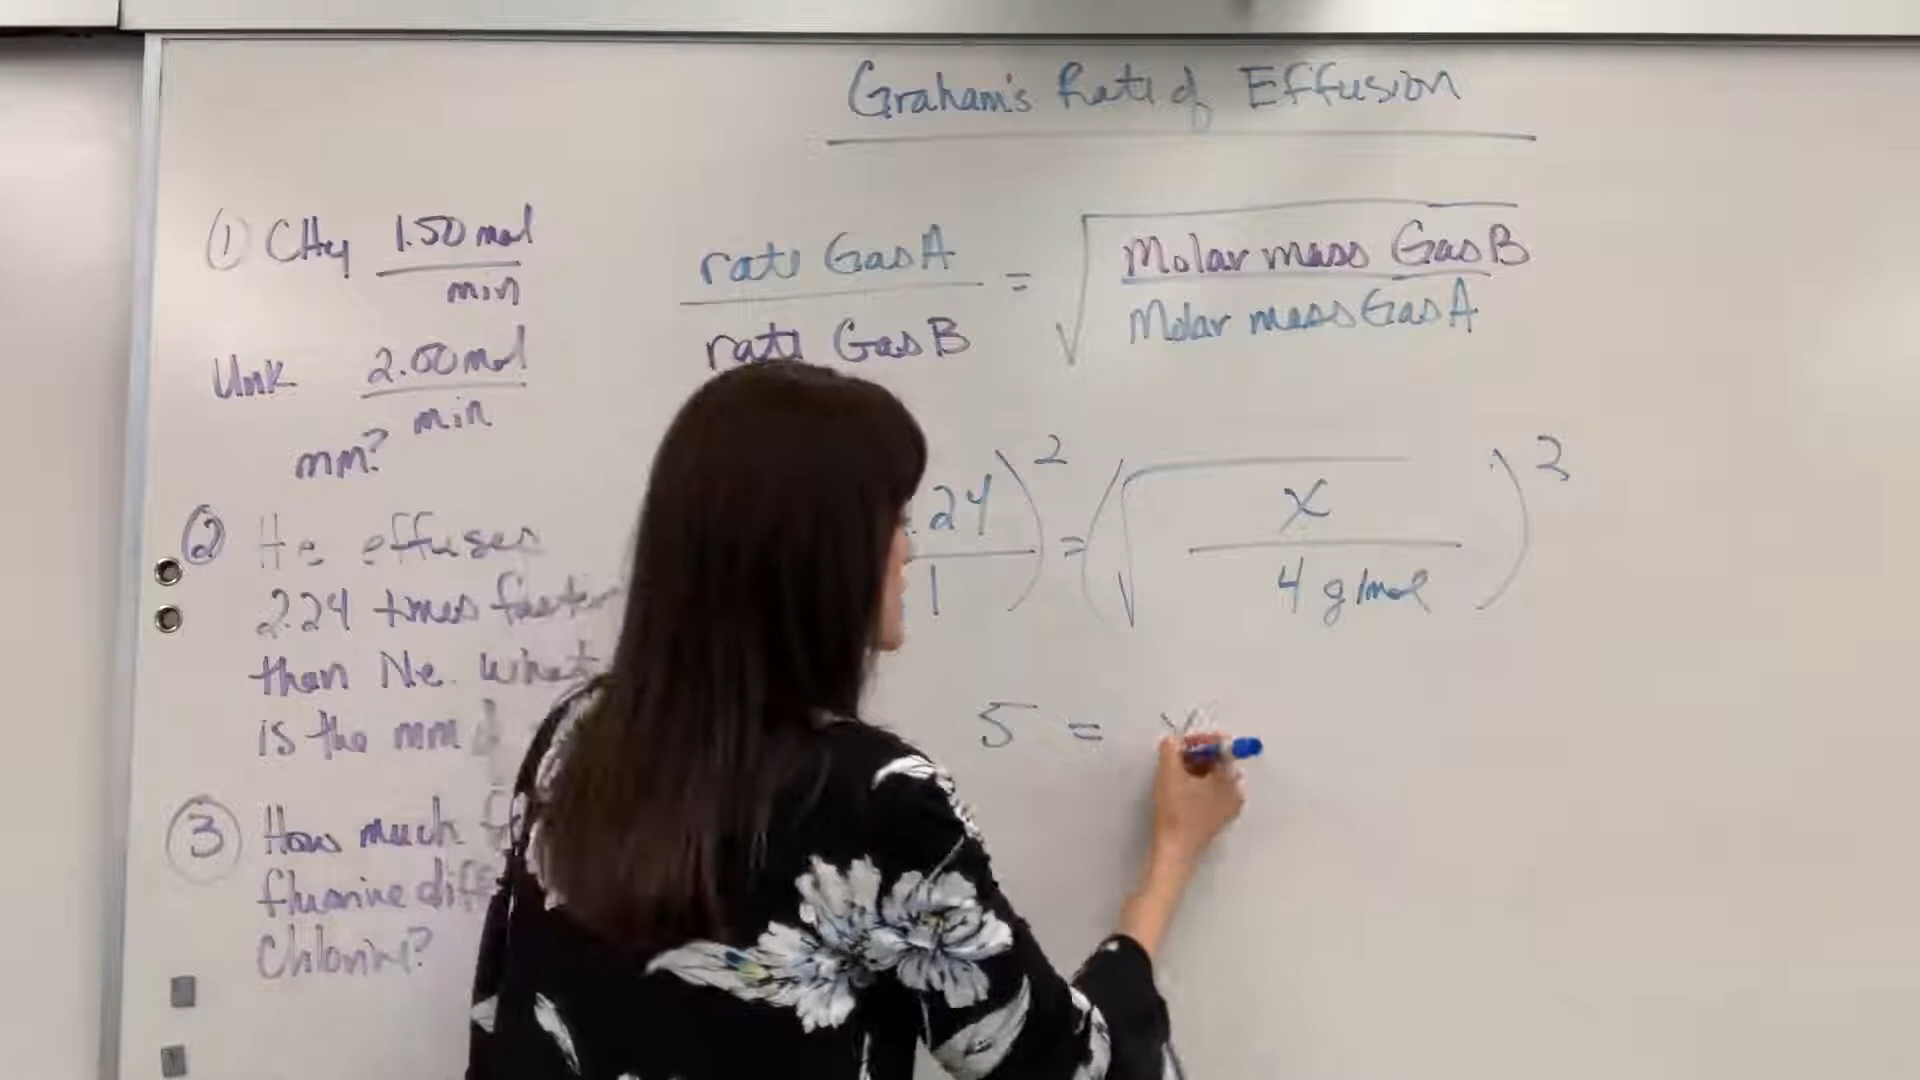 Graham's Rate of Effusion
① CH4 1.50 mol
min
Unk 2.00 mol
min
mm?
rate Gas A
rate Gas B
=
√ Molar mass Gas B
Molar mass Gas A
② He effuses
2.24 times faster
than Ne. What
is the mm
③ How much
fluorine diff
Chlorine?
.24
1
)2 = (√ x
4 g/mol
)2
5 = x